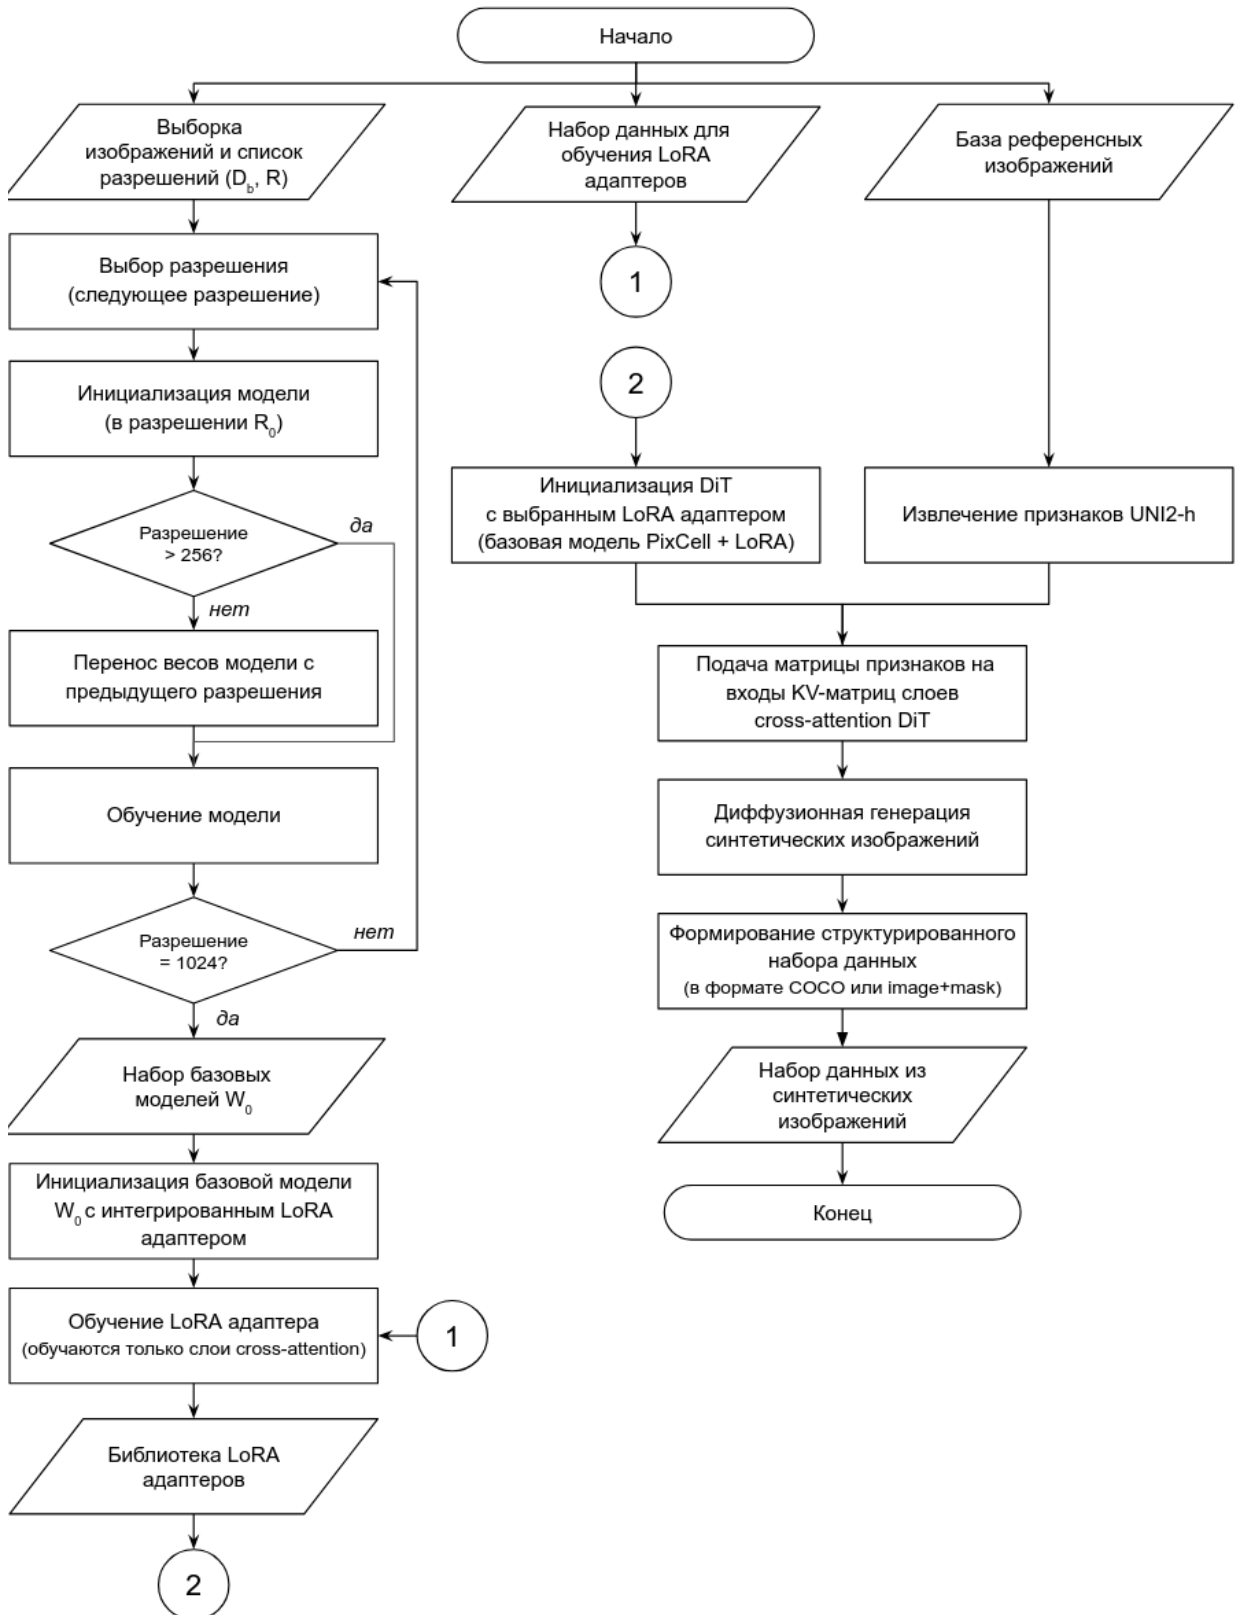 Начало
Выборка
изображений и список
разрешений (D_b, R)
Набор данных для
обучения LoRA
адаптеров
База референсных
изображений
Выбор разрешения
(следующее разрешение)
1
Инициализация модели
(в разрешении R_0)
2
Разрешение
> 256?
да
нет
Инициализация DiT
с выбранным LoRA адаптером
(базовая модель PixCell + LoRA)
Извлечение признаков UNI2-h
Перенос весов модели с
предыдущего разрешения
Подача матрицы признаков на
входы KV-матриц слоев
cross-attention DiT
Обучение модели
Диффузионная генерация
синтетических изображений
Разрешение
= 1024?
нет
да
Формирование структурированного
набора данных
(в формате COCO или image+mask)
Набор базовых
моделей W_0
Набор данных из
синтетических
изображений
Инициализация базовой модели
W_0 с интегрированным LoRA
адаптером
Конец
Обучение LoRA адаптера
(обучаются только слои cross-attention)
1
Библиотека LoRA
адаптеров
2